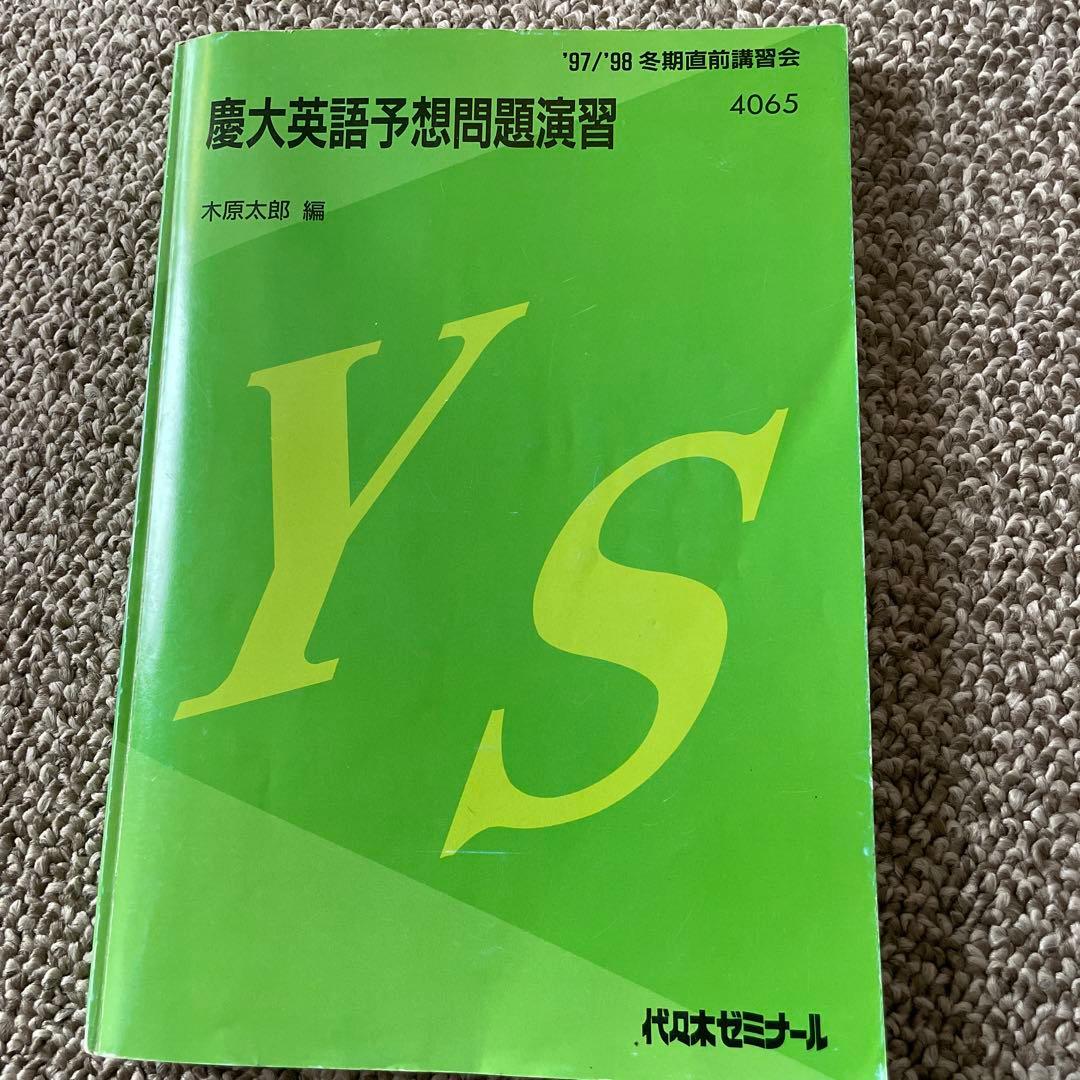 '97/'98 冬期直前講習会
4065
慶大英語予想問題演習
木原太郎 編
YS
代々木ゼミナール